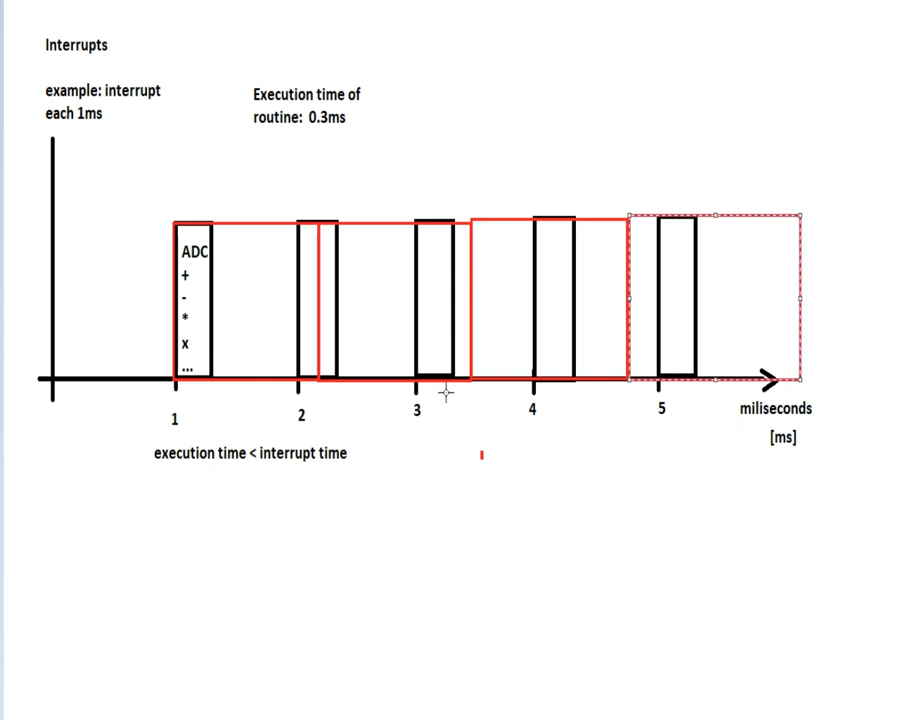 Interrupts
example: interrupt
each 1ms
Execution time of
routine: 0.3ms
ADC
+
-
*
x
...
1
2
3
4
5
miliseconds
[ms]
execution time < interrupt time